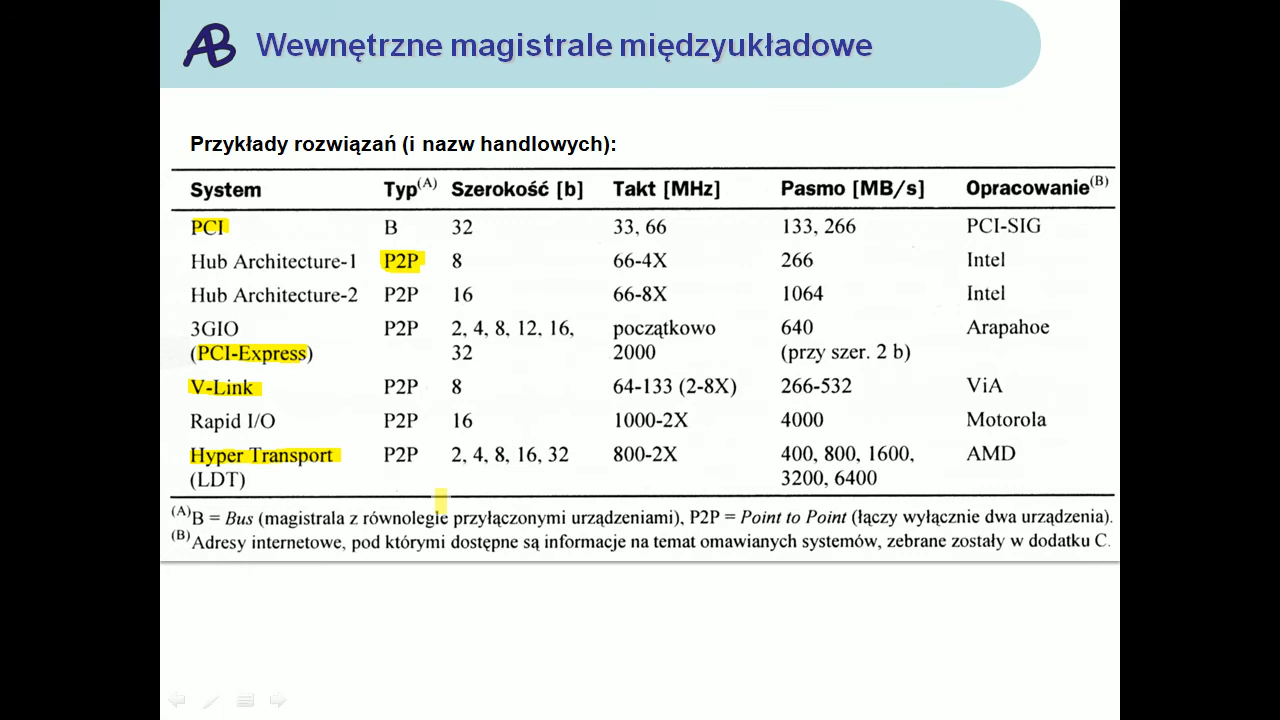 AB Wewnętrzne magistrale międzyukładowe
Przykłady rozwiązań (i nazw handlowych):
System Typ(A) Szerokość [b] Takt [MHz] Pasmo [MB/s] Opracowanie(B)
PCI B 32 33, 66 133, 266 PCI-SIG
Hub Architecture-1 P2P 8 66-4X 266 Intel
Hub Architecture-2 P2P 16 66-8X 1064 Intel
3GIO P2P 2, 4, 8, 12, 16, początkowo 640 Arapahoe
(PCI-Express) 32 2000 (przy szer. 2 b)
V-Link P2P 8 64-133 (2-8X) 266-532 ViA
Rapid I/O P2P 16 1000-2X 4000 Motorola
Hyper Transport P2P 2, 4, 8, 16, 32 800-2X 400, 800, 1600, AMD
(LDT) 3200, 6400
(A)B = Bus (magistrala z równolegle przyłączonymi urządzeniami), P2P = Point to Point (łączy wyłącznie dwa urządzenia).
(B)Adresy internetowe, pod którymi dostępne są informacje na temat omawianych systemów, zebrane zostały w dodatku C.